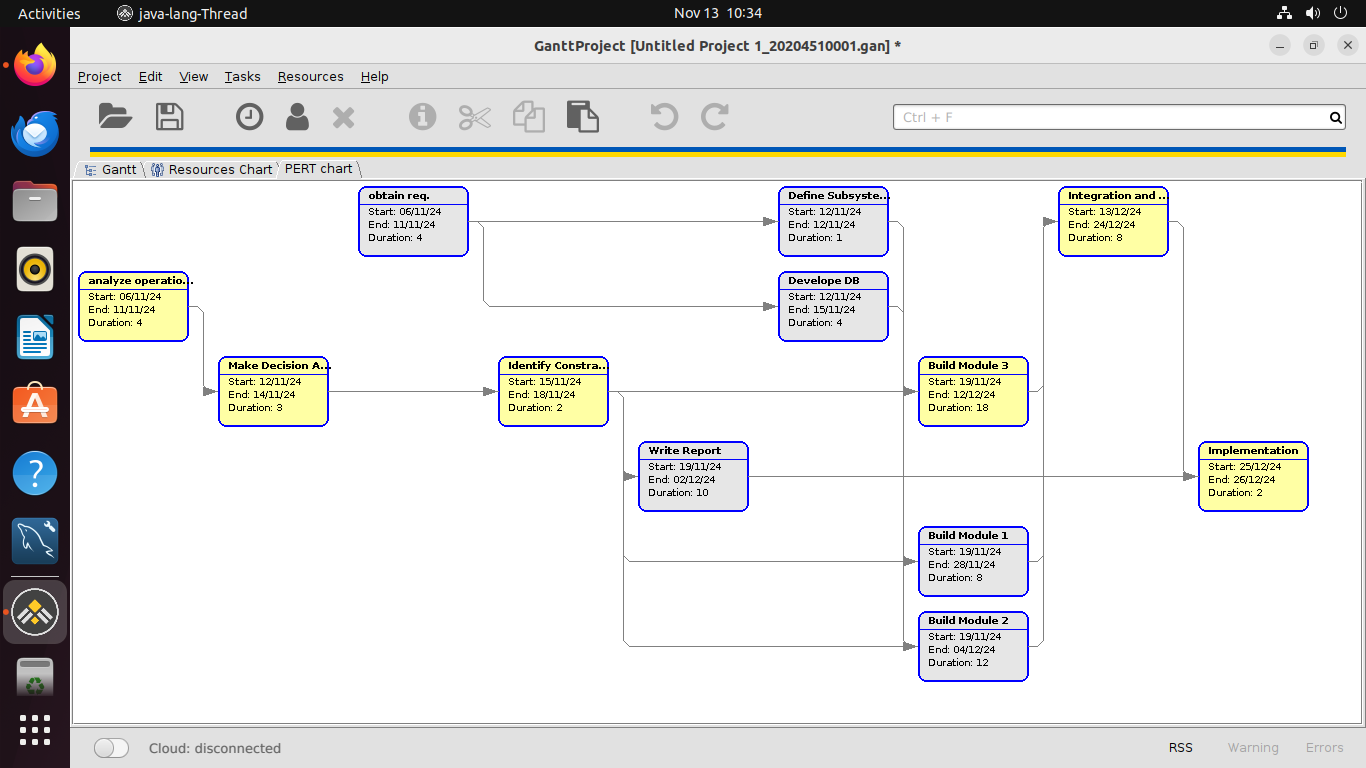 Activities
java-lang-Thread
Nov 13 10:34
GanttProject [Untitled Project 1_20204510001.gan] *
Project Edit View Tasks Resources Help
Ctrl + F
Gantt
Resources Chart
PERT chart
obtain req.
Start: 06/11/24
End: 11/11/24
Duration: 4
Define Subsyste...
Start: 12/11/24
End: 12/11/24
Duration: 1
Integration and ...
Start: 13/12/24
End: 24/12/24
Duration: 8
analyze operatio...
Start: 06/11/24
End: 11/11/24
Duration: 4
Develope DB
Start: 12/11/24
End: 15/11/24
Duration: 4
Make Decision A...
Start: 12/11/24
End: 14/11/24
Duration: 3
Identify Constra...
Start: 15/11/24
End: 18/11/24
Duration: 2
Build Module 3
Start: 19/11/24
End: 12/12/24
Duration: 18
Write Report
Start: 19/11/24
End: 02/12/24
Duration: 10
Implementation
Start: 25/12/24
End: 26/12/24
Duration: 2
Build Module 1
Start: 19/11/24
End: 28/11/24
Duration: 8
Build Module 2
Start: 19/11/24
End: 04/12/24
Duration: 12
Cloud: disconnected
RSS
Warning
Errors